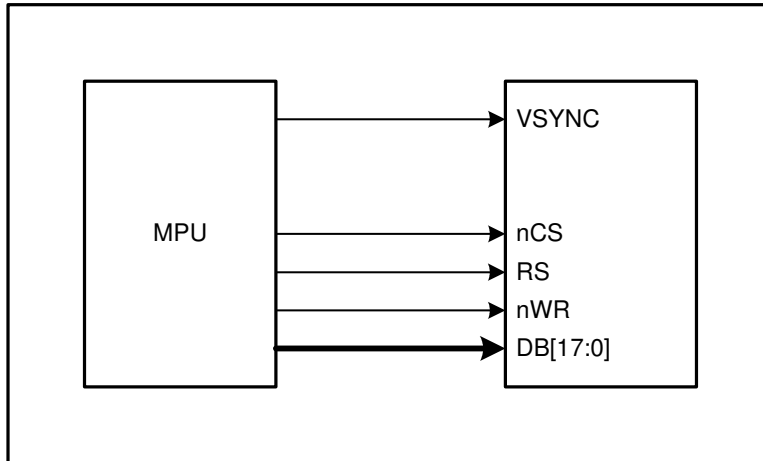 VSYNC
MPU
nCS
RS
nWR
DB[17:0]